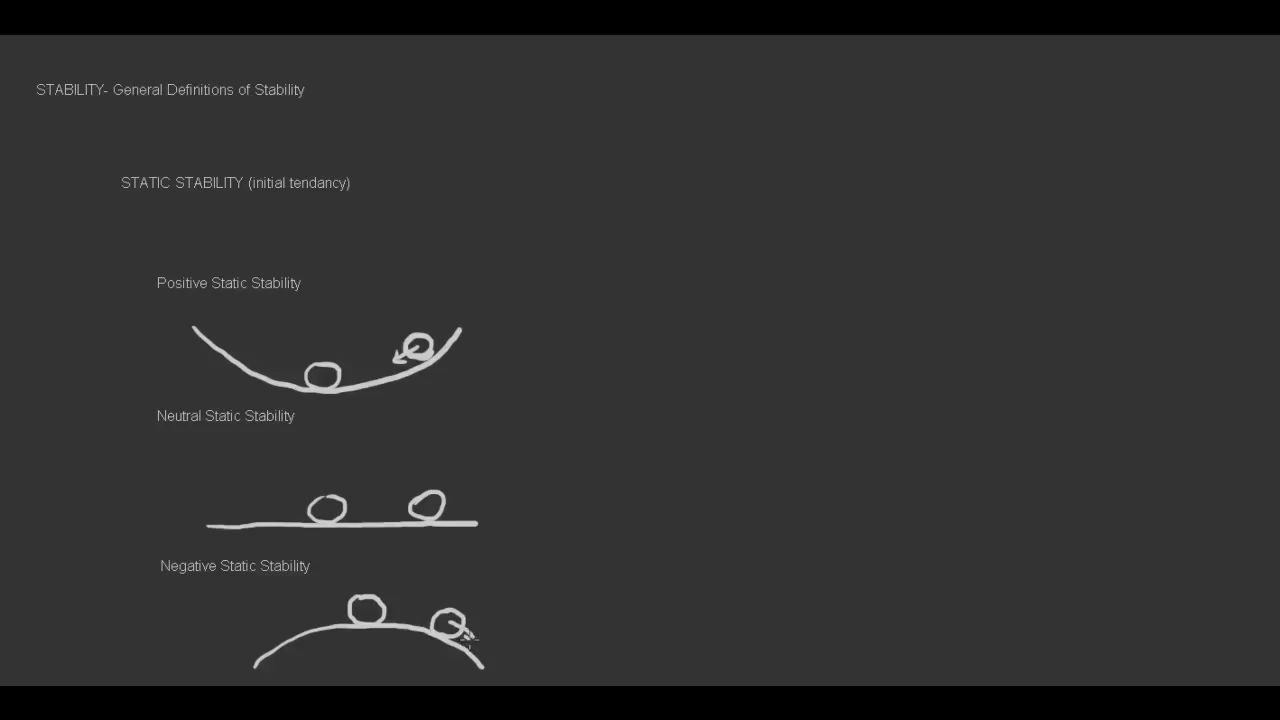 STABILITY- General Definitions of Stability
STATIC STABILITY (initial tendancy)
Positive Static Stability
Neutral Static Stability
Negative Static Stability